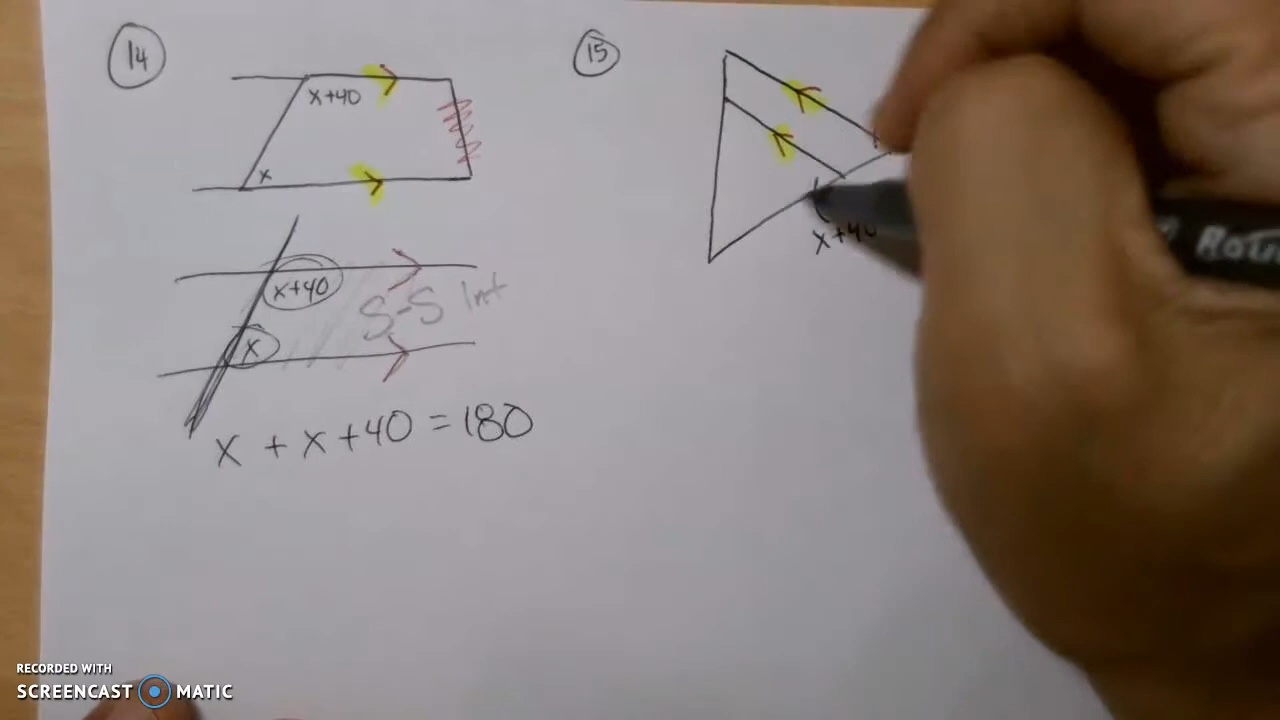 14
x+40
x
x+40
x
S-S Int
x + x +40 = 180
15
x+40
RECORDED WITH
SCREENCAST MATIC